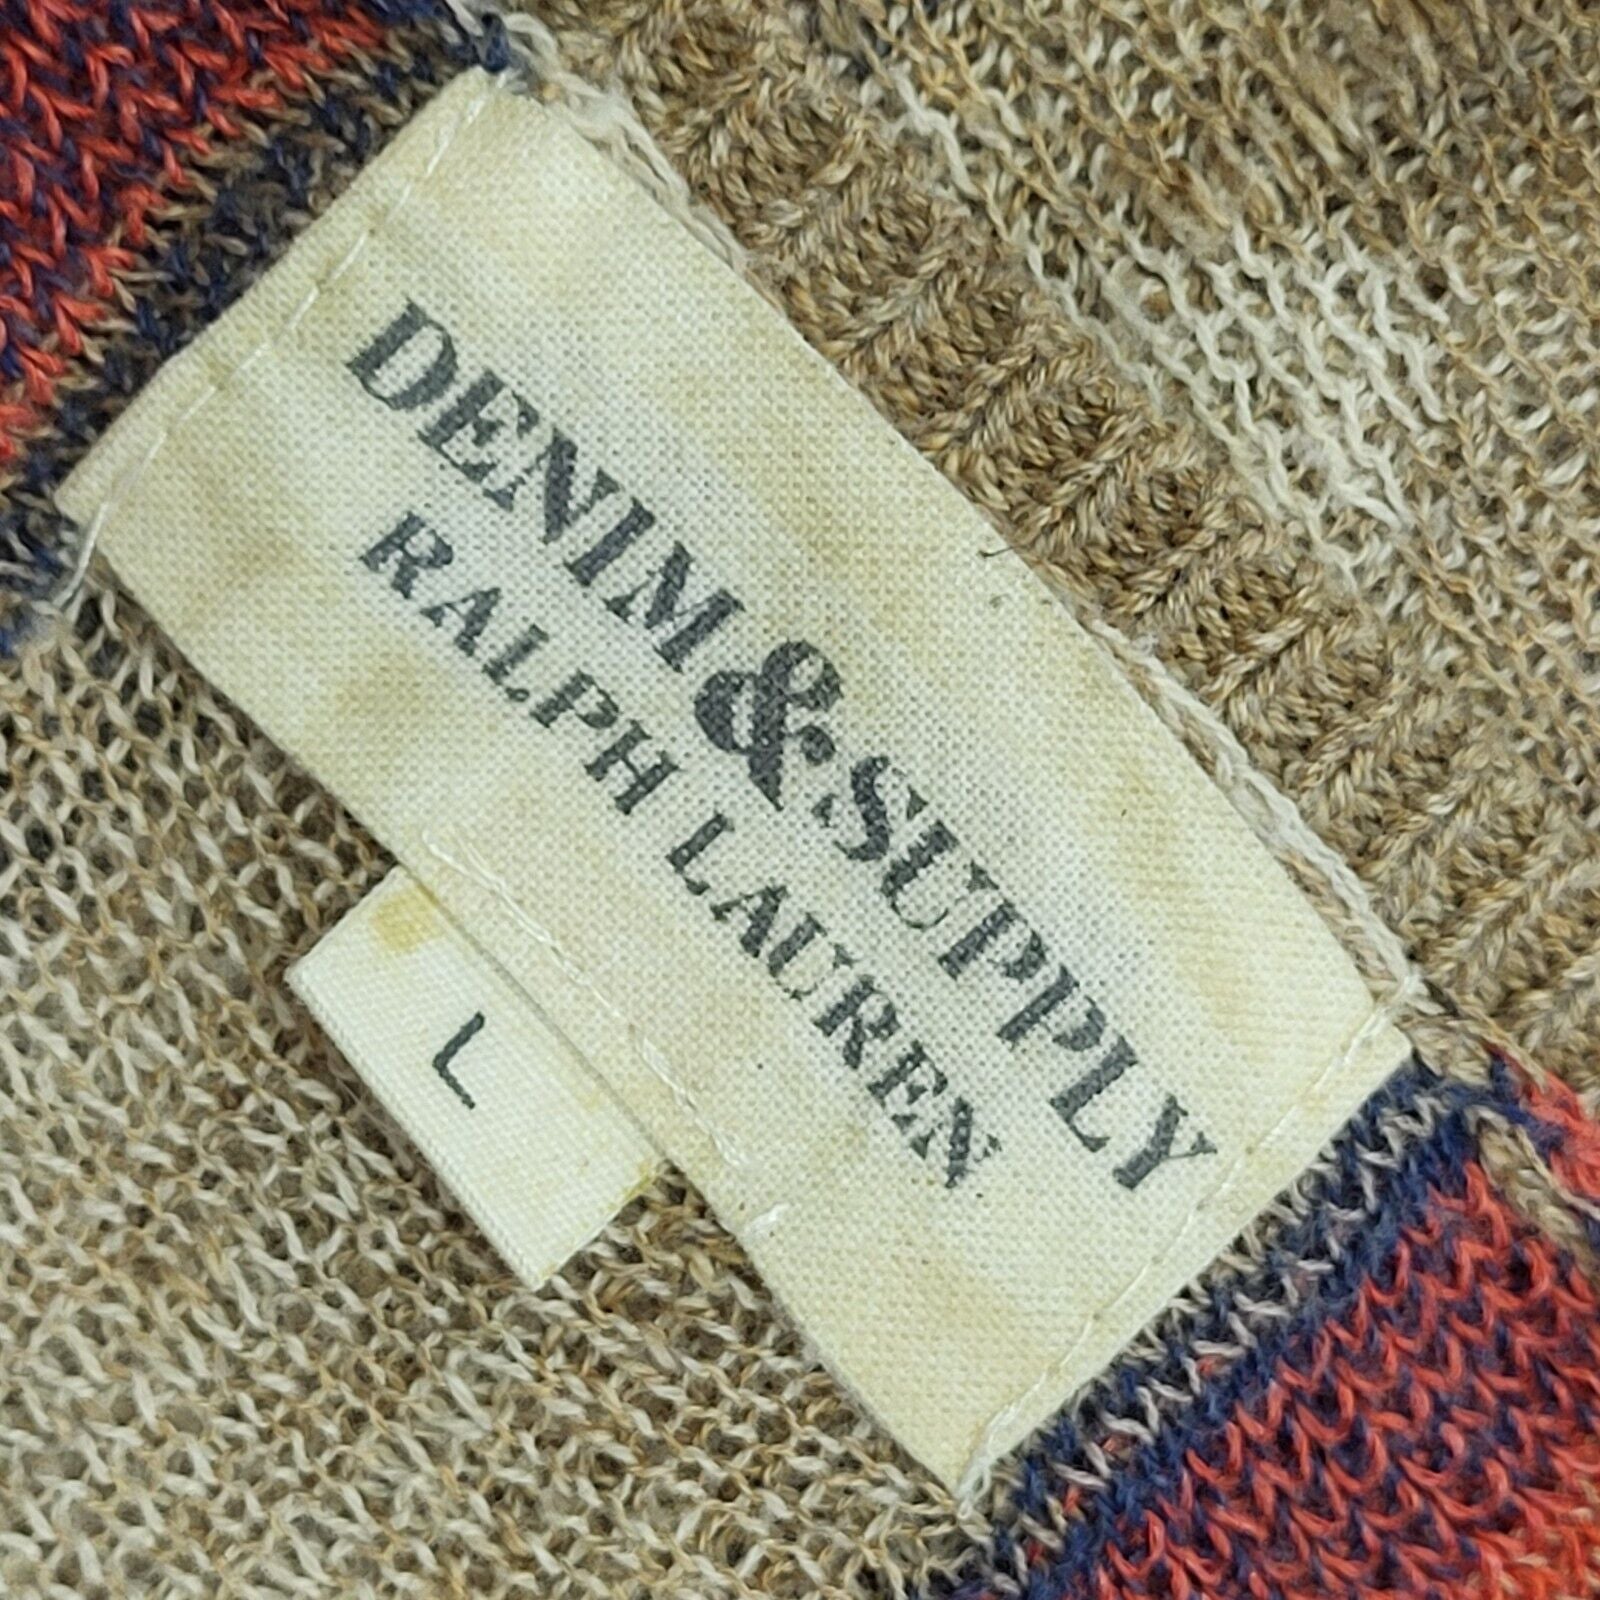 DENIM & SUPPLY
RALPH LAUREN
L